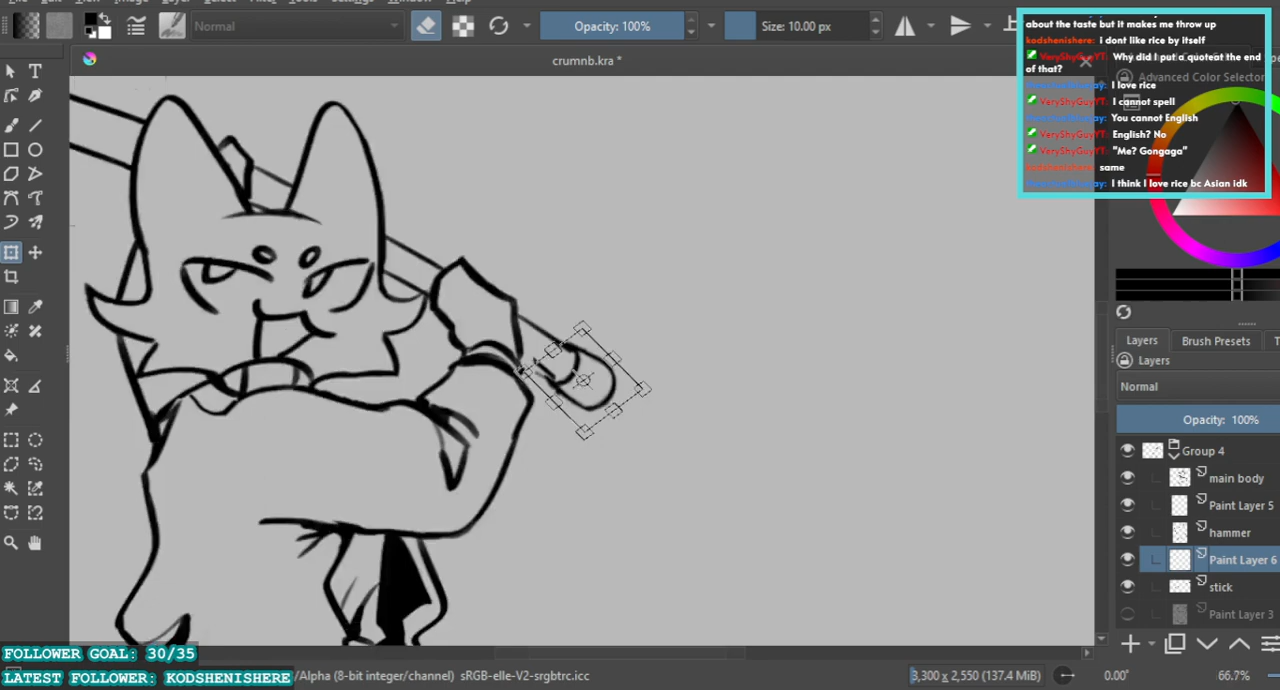 Normal
Opacity: 100%
Size: 10.00 px
crumnb.kra *
about the taste but it makes me throw up
kodshenishere: i dont like rice by itself
VeryShyGuyYT: Why did I put a quoteat the end of that?
I love rice
VeryShyGuyYT: I cannot spell
You cannot English
VeryShyGuyYT: English? No
VeryShyGuyYT: "Me? Gongaga"
kodshenishere: same
I think I love rice bc Asian idk
Advanced Color Selector
Layers
Brush Presets
Layers
Normal
Opacity: 100%
Group 4
main body
Paint Layer 5
hammer
Paint Layer 6
stick
Paint Layer 3
FOLLOWER GOAL: 30/35
LATEST FOLLOWER: KODSHENISHERE
/Alpha (8-bit integer/channel) sRGB-elle-V2-srgbtrc.icc
3,300 x 2,550 (137.4 MiB)
0.00°
66.7%